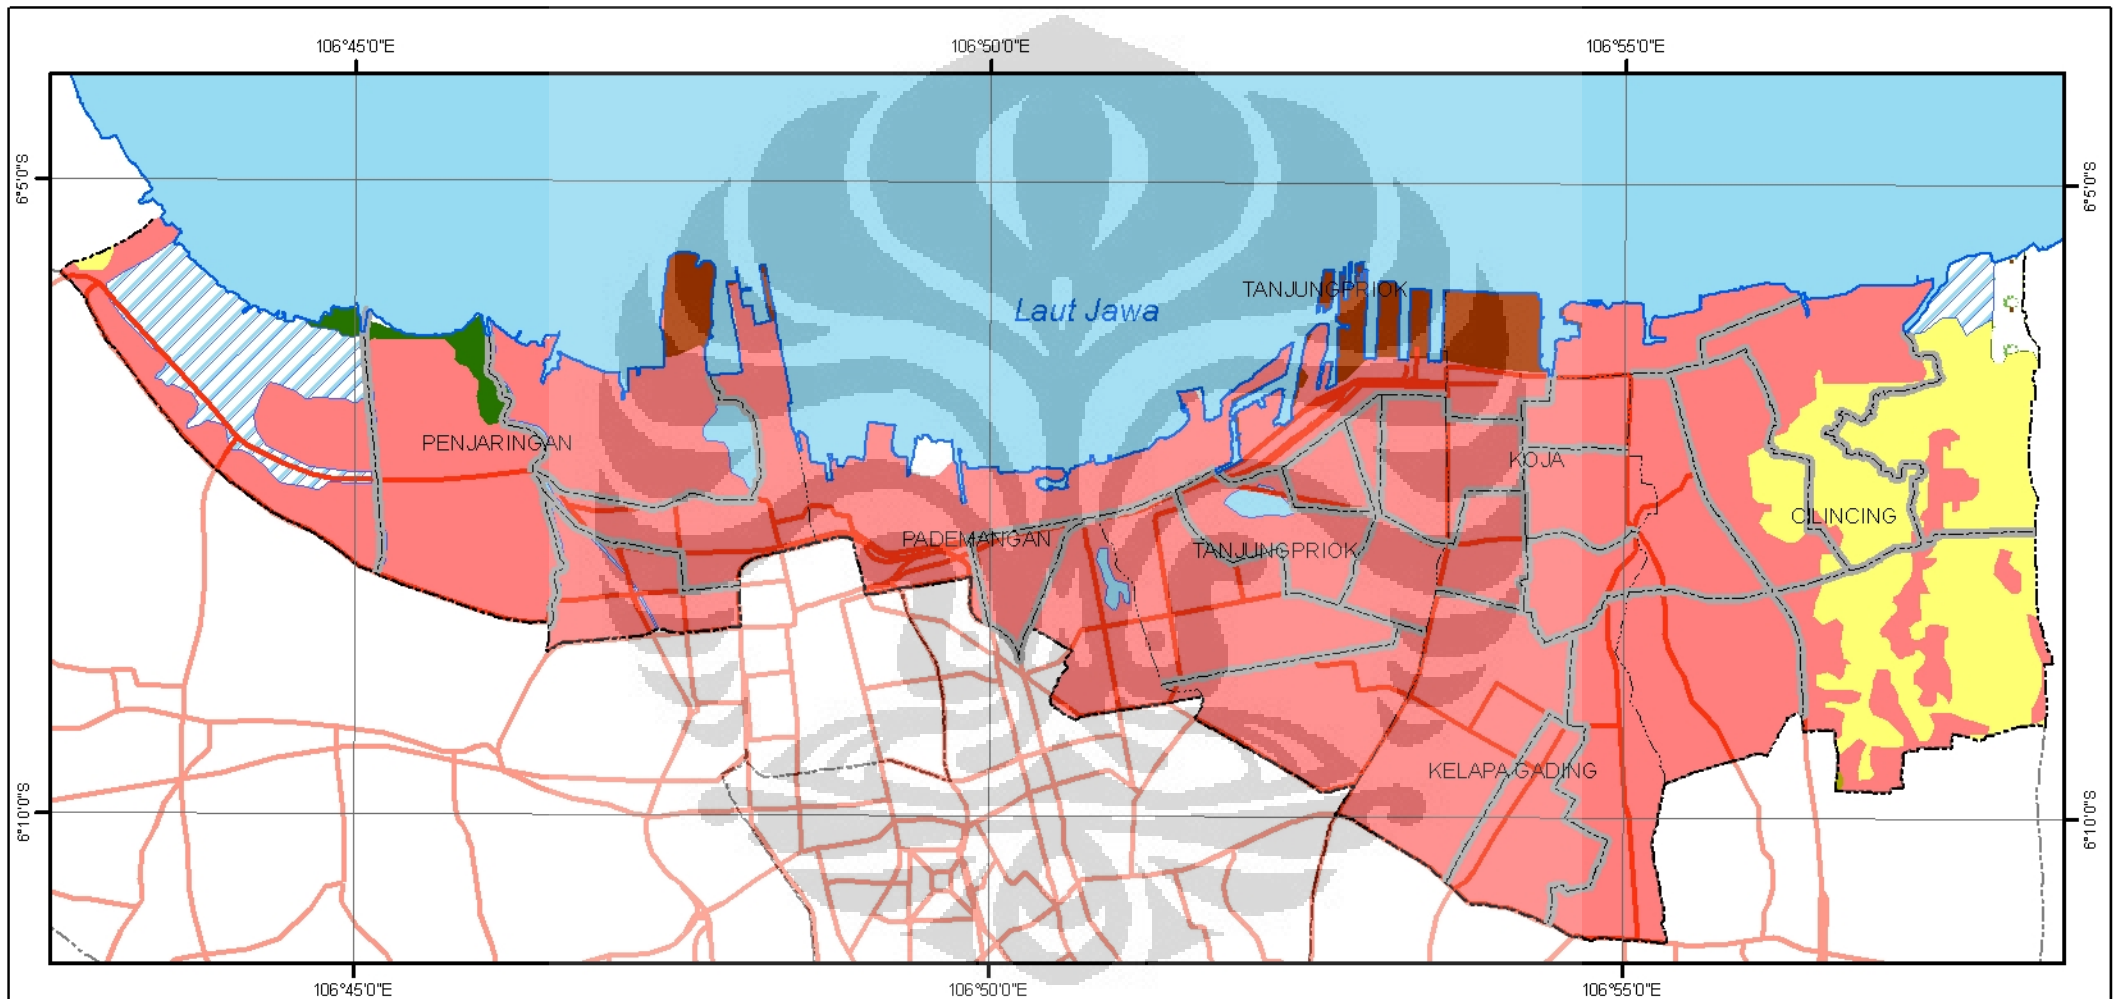 106°45'0"E
106°50'0"E
106°55'0"E
6°5'0"S
6°5'0"S
TANJUNGPRIOK
Laut Jawa
PENJARINGAN
KOJA
CILINCING
PADEMANGAN
TANJUNGPRIOK
KELAPA GADING
6°10'0"S
6°10'0"S
106°45'0"E
106°50'0"E
106°55'0"E